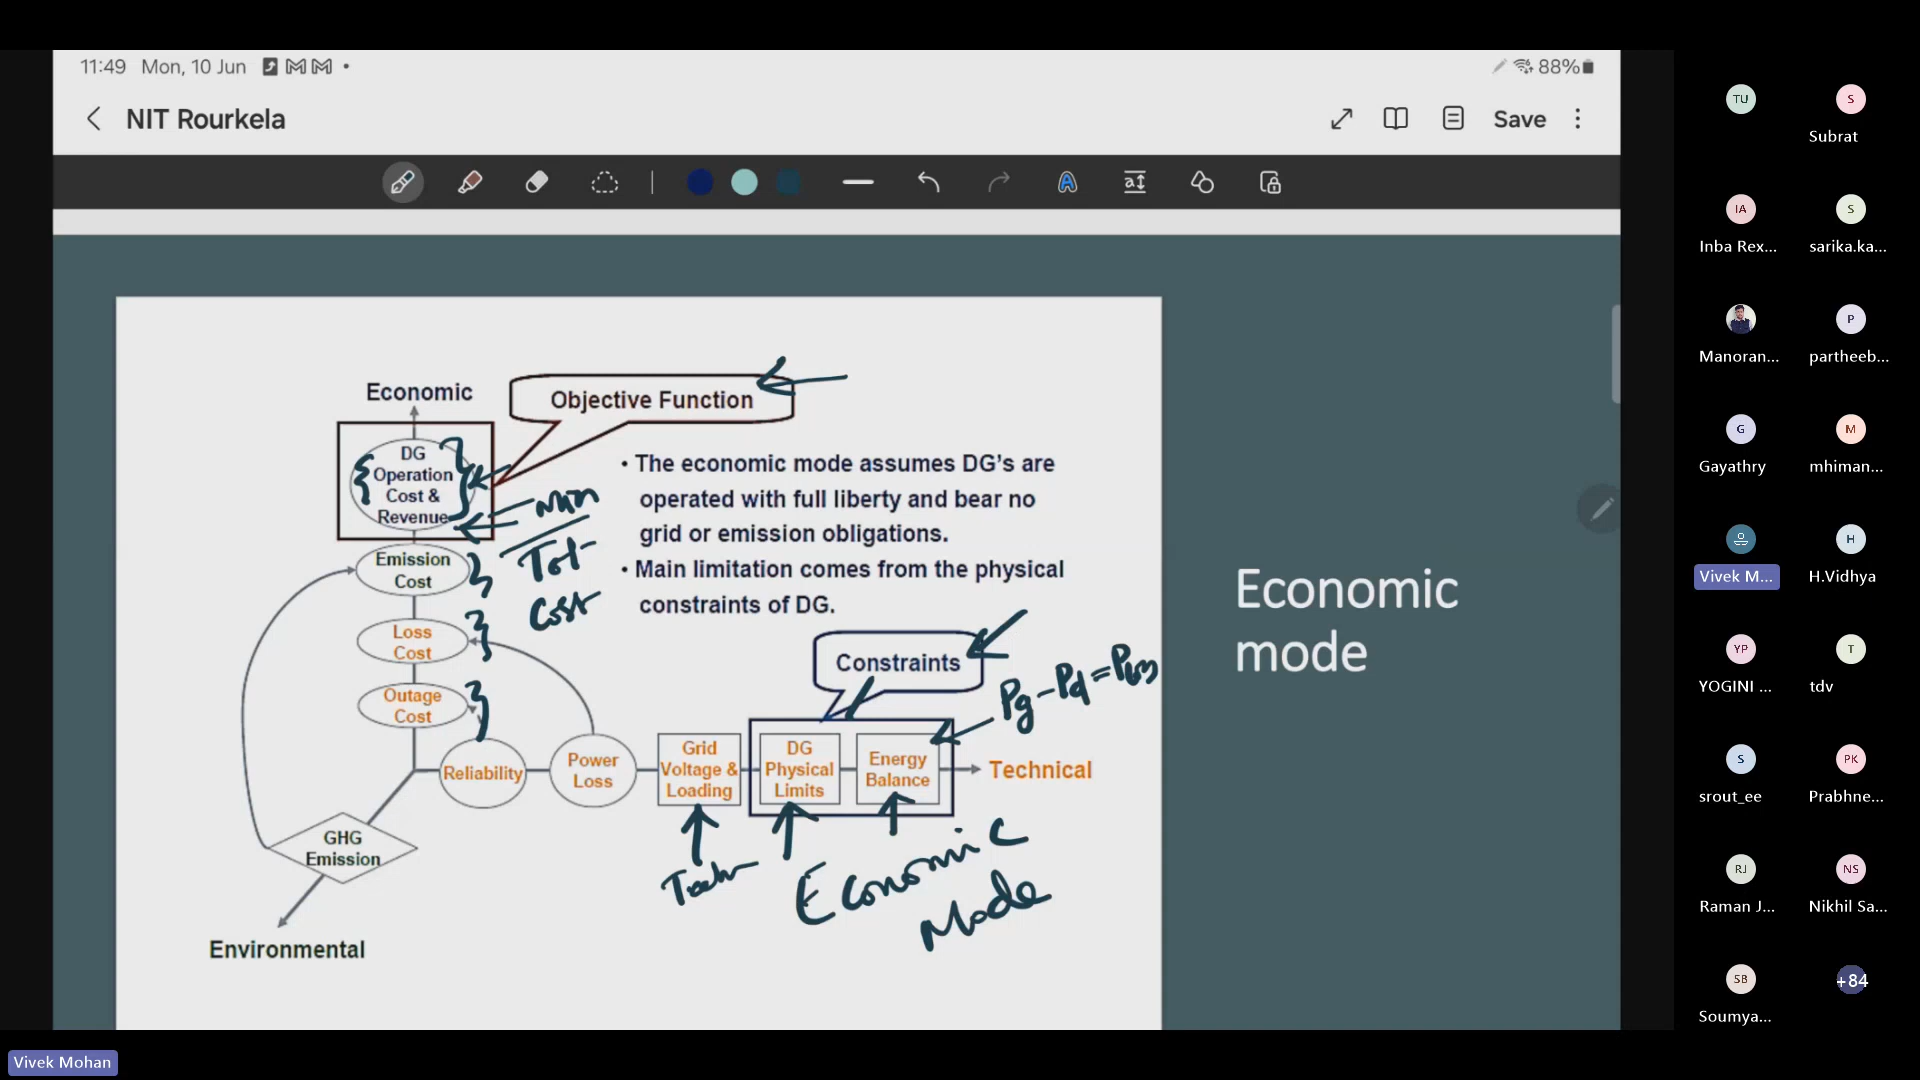 11:49 Mon, 10 Jun
88%
NIT Rourkela
Save
Economic
Objective Function
DG
Operation
Cost &
Revenue
Min
Tot
Cost
• The economic mode assumes DG's are
operated with full liberty and bear no
grid or emission obligations.
• Main limitation comes from the physical
constraints of DG.
Emission
Cost
Loss
Cost
Outage
Cost
Constraints
Pg - Pd = P
Reliability
Power
Loss
Grid
Voltage &
Loading
DG
Physical
Limits
Energy
Balance
Technical
Tech
Economic
Mode
GHG
Emission
Environmental
Economic
mode
TU
S
Subrat
IA
Inba Rex...
S
sarika.ka...
Manoran...
P
partheeb...
G
Gayathry
M
mhiman...
Vivek M...
H
H.Vidhya
YP
YOGINI ...
T
tdv
S
srout_ee
PK
Prabhne...
RJ
Raman J...
NS
Nikhil Sa...
SB
Soumya...
+84
Vivek Mohan